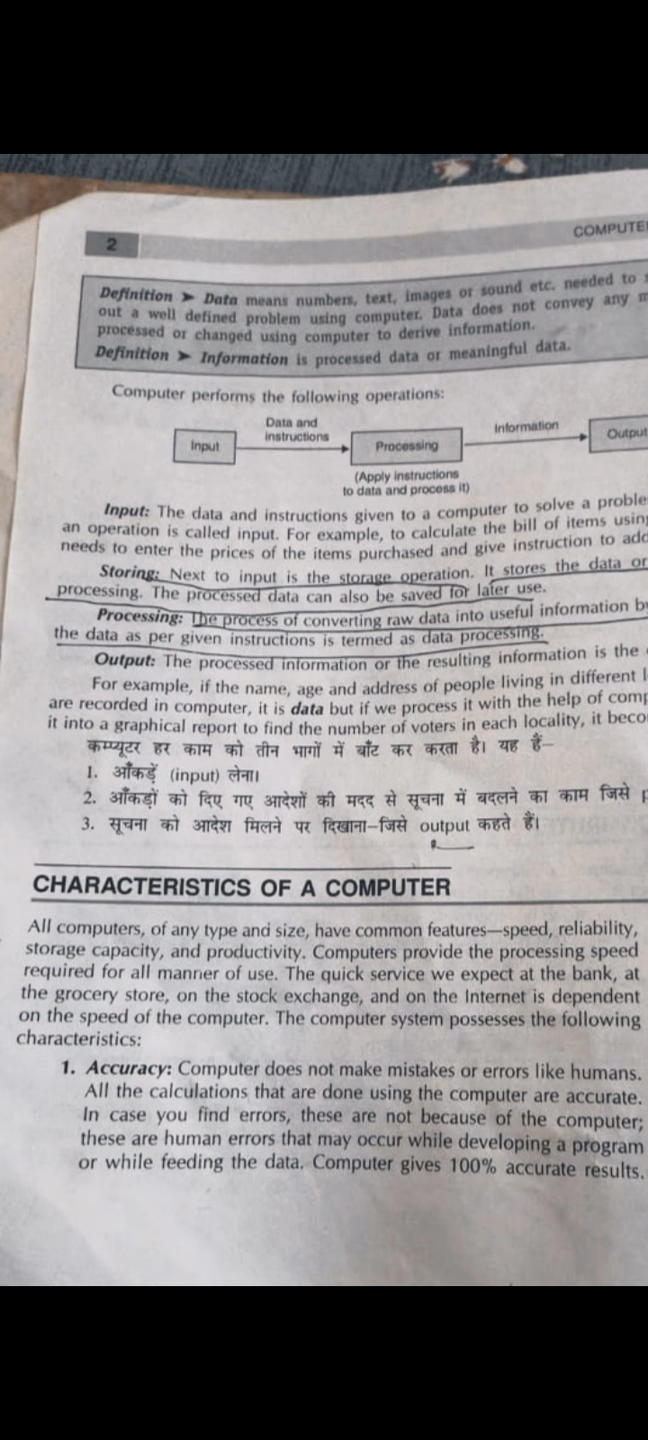 2
COMPUTE
Definition ➤ Data means numbers, text, images or sound etc. needed to
out a well defined problem using computer. Data does not convey any
processed or changed using computer to derive information.
Definition ➤ Information is processed data or meaningful data.
Computer performs the following operations:
Input
Data and
instructions
Processing
Information
Output
(Apply instructions
to data and process it)
Input: The data and instructions given to a computer to solve a proble
an operation is called input. For example, to calculate the bill of items usin
needs to enter the prices of the items purchased and give instruction to add
Storing: Next to input is the storage operation. It stores the data or
processing. The processed data can also be saved for later use.
Processing: The process of converting raw data into useful information b
the data as per given instructions is termed as data processing.
Output: The processed information or the resulting information is the
For example, if the name, age and address of people living in different l
are recorded in computer, it is data but if we process it with the help of comp
it into a graphical report to find the number of voters in each locality, it beco
कम्प्यूटर हर काम को तीन भागों में बाँट कर करता है। यह हैं–
1. आँकड़ें (input) लेना।
2. आँकड़ों को दिए गए आदेशों की मदद से सूचना में बदलने का काम जिसे p
3. सूचना को आदेश मिलने पर दिखाना–जिसे output कहते हैं।
CHARACTERISTICS OF A COMPUTER
All computers, of any type and size, have common features—speed, reliability,
storage capacity, and productivity. Computers provide the processing speed
required for all manner of use. The quick service we expect at the bank, at
the grocery store, on the stock exchange, and on the Internet is dependent
on the speed of the computer. The computer system possesses the following
characteristics:
1. Accuracy: Computer does not make mistakes or errors like humans.
All the calculations that are done using the computer are accurate.
In case you find errors, these are not because of the computer;
these are human errors that may occur while developing a program
or while feeding the data. Computer gives 100% accurate results.